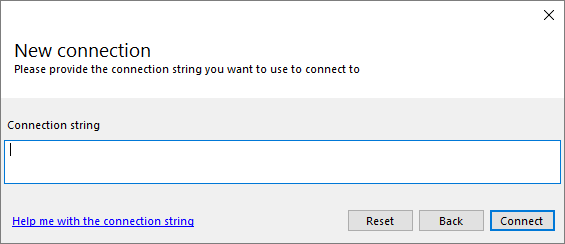 New connection
Please provide the connection string you want to use to connect to
Connection string
Help me with the connection string
Reset
Back
Connect